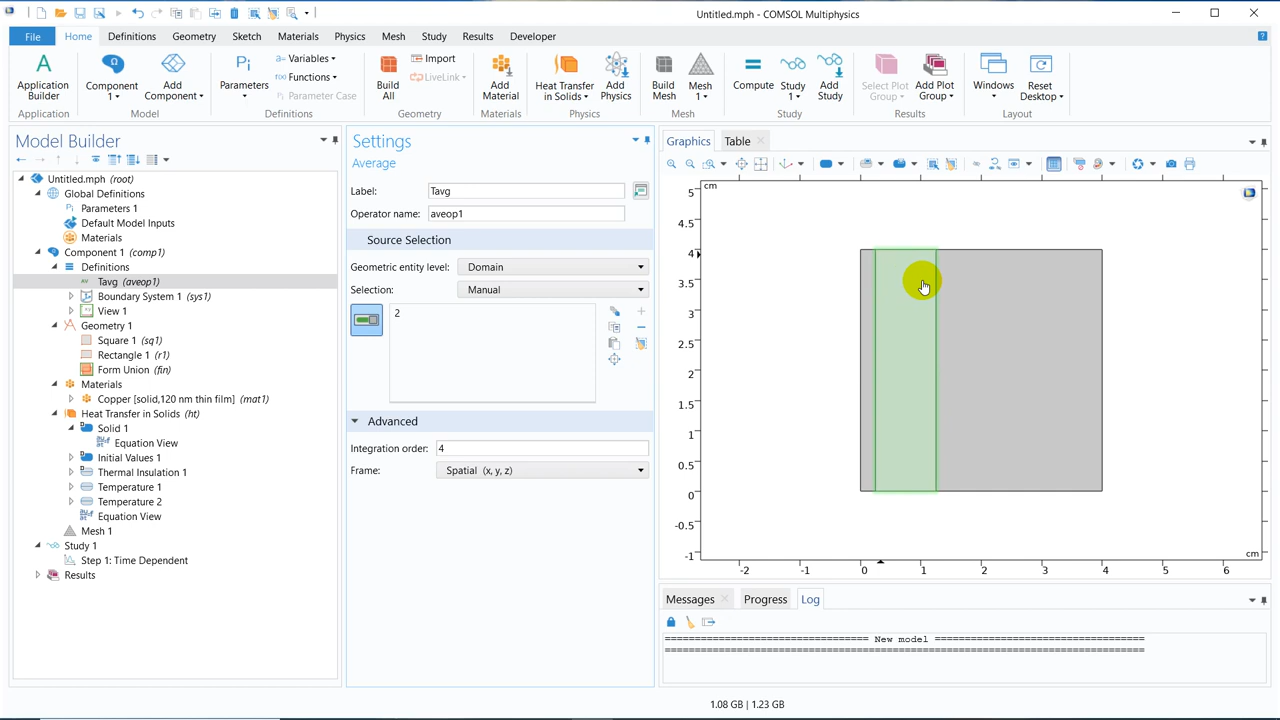 Untitled.mph - COMSOL Multiphysics
File Home Definitions Geometry Sketch Materials Physics Mesh Study Results Developer
Application Builder
Component 1
Add Component
Parameters
a= Variables
f(x) Functions
Pi Parameter Case
Build All
Import
LiveLink
Add Material
Heat Transfer in Solids
Add Physics
Build Mesh
Mesh 1
Compute
Study 1
Add Study
Select Plot Group
Add Plot Group
Windows
Reset Desktop
Application Model Definitions Geometry Materials Physics Mesh Study Results Layout
Model Builder
Untitled.mph (root)
Global Definitions
Parameters 1
Default Model Inputs
Materials
Component 1 (comp1)
Definitions
Tavg (aveop1)
Boundary System 1 (sys1)
View 1
Geometry 1
Square 1 (sq1)
Rectangle 1 (r1)
Form Union (fin)
Materials
Copper [solid,120 nm thin film] (mat1)
Heat Transfer in Solids (ht)
Solid 1
Equation View
Initial Values 1
Thermal Insulation 1
Temperature 1
Temperature 2
Equation View
Mesh 1
Study 1
Step 1: Time Dependent
Results
Settings
Average
Label: Tavg
Operator name: aveop1
Source Selection
Geometric entity level: Domain
Selection: Manual
2
Advanced
Integration order: 4
Frame: Spatial (x, y, z)
Graphics Table
cm
5
4.5
4
3.5
3
2.5
2
1.5
1
0.5
0
-0.5
-1
cm
-2 -1 0 1 2 3 4 5 6
Messages Progress Log
================================ New model =======================================
1.08 GB | 1.23 GB